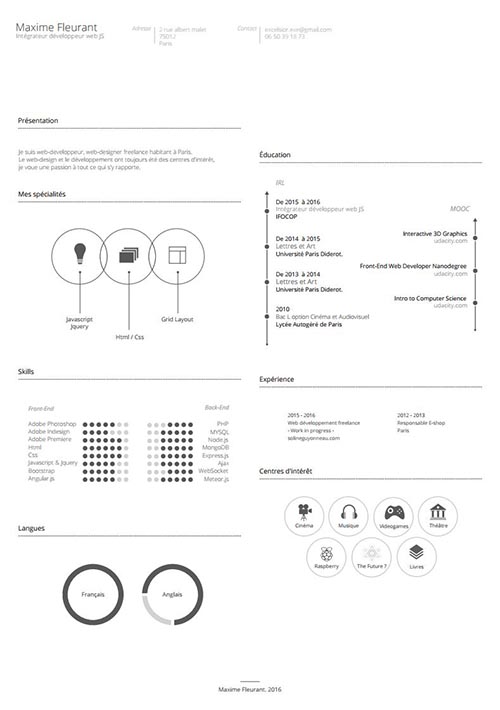 Maxime Fleurant
Intégrateur développeur web JS
Adresse
2 rue albert malet
75012
Paris
Contact
06 50 35 18 73
Présentation
Je suis web-developpeur, web-designer freelance habitant à Paris.
Le web-design et le développement ont toujours été des centres d'intérêt,
je voue une passion à tout ce qui s'y rapporte.
Mes spécialités
Javascript
Jquery
Html / Css
Grid Layout
Skills
Front-End
Adobe Photoshop
Adobe Indesign
Adobe Premiere
Html
Css
Javascript & Jquery
Bootstrap
Angular.js
Back-End
PHP
MYSQL
Node.js
MongoDB
Express.js
Ajax
WebSocket
Meteor.js
Langues
Français
Anglais
Éducation
IRL
De 2015 à 2016
Intégrateur développeur web JS
IFOCOP
De 2014 à 2015
Lettres et Art
Université Paris Diderot.
De 2013 à 2014
Lettres et Art
Université Paris Diderot.
2010
Bac L option Cinéma et Audiovisuel
Lycée Autogéré de Paris
MOOC
Interactive 3D Graphics
udacity.com
Front-End Web Developer Nanodegree
udacity.com
Intro to Computer Science
udacity.com
Expérience
2015 - 2016
Web développement freelance
- Work in progress -
solineguyonneau.com
2012 - 2013
Responsable E-shop
Paris
Centres d'intérêt
Cinéma
Musique
Videogames
Théâtre
Raspberry
The Future ?
Livres
Maxime Fleurant. 2016